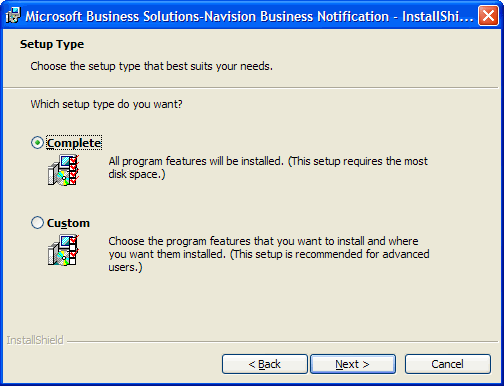 Microsoft Business Solutions-Navision Business Notification - InstallShi...
Setup Type
Choose the setup type that best suits your needs.
Which setup type do you want?
Complete
All program features will be installed. (This setup requires the most
disk space.)
Custom
Choose the program features that you want to install and where
you want them installed. (This setup is recommended for advanced
users.)
InstallShield
< Back
Next >
Cancel